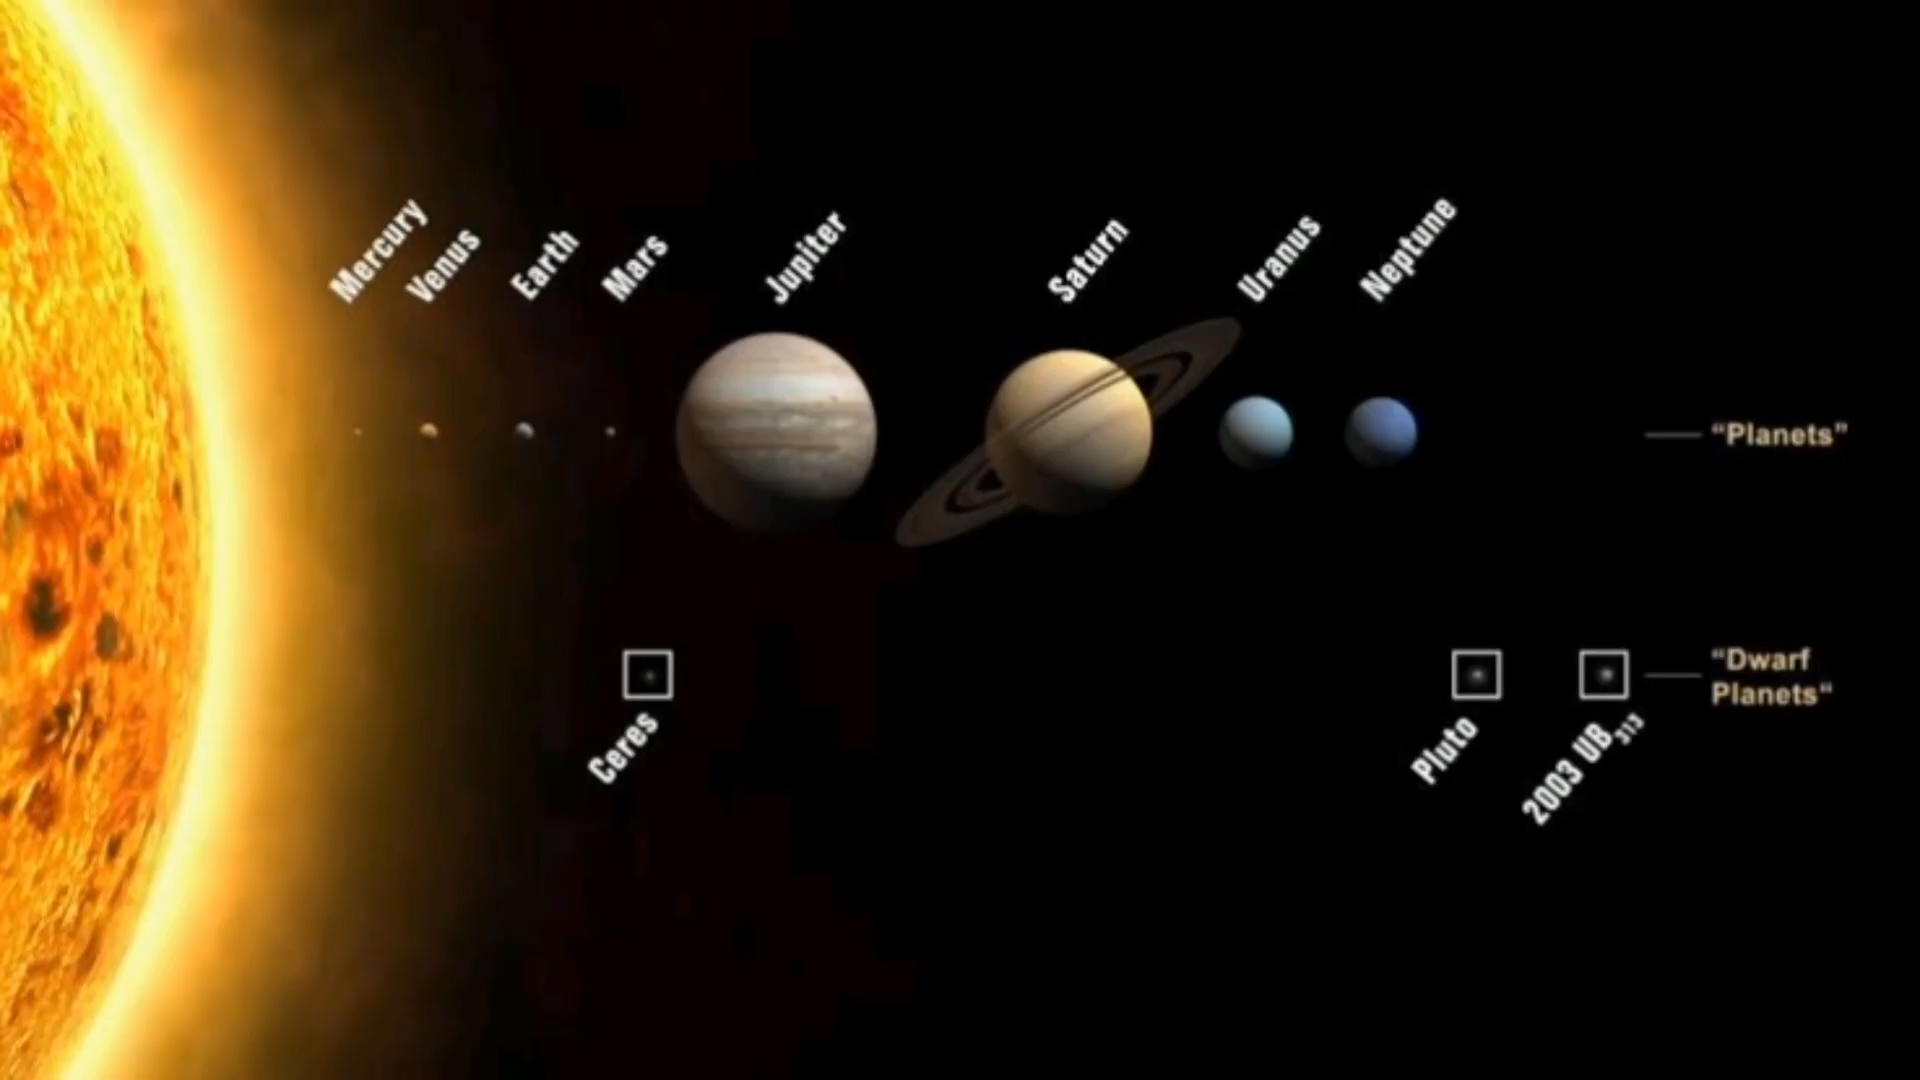 Mercury
Venus
Earth
Mars
Jupiter
Saturn
Uranus
Neptune
“Planets”
Ceres
Pluto
2003 UB₃₁₃
“Dwarf
Planets“